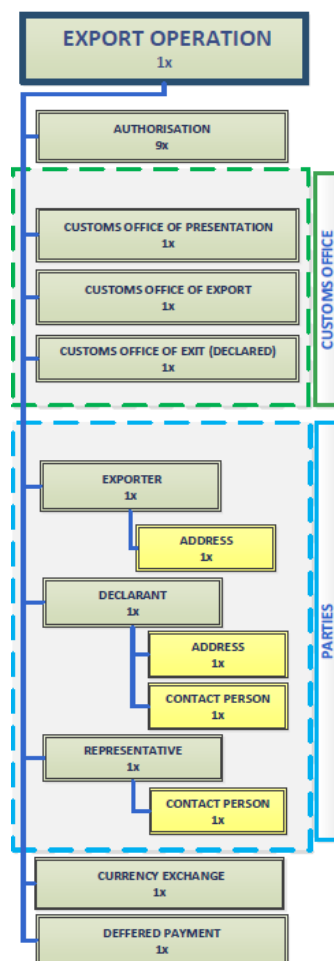 EXPORT OPERATION
1x
AUTHORISATION
9x
CUSTOMS OFFICE OF PRESENTATION
1x
CUSTOMS OFFICE OF EXPORT
1x
CUSTOMS OFFICE OF EXIT (DECLARED)
1x
CUSTOMS OFFICE
EXPORTER
1x
ADDRESS
1x
DECLARANT
1x
ADDRESS
1x
CONTACT PERSON
1x
REPRESENTATIVE
1x
CONTACT PERSON
1x
PARTIES
CURRENCY EXCHANGE
1x
DEFFERED PAYMENT
1x